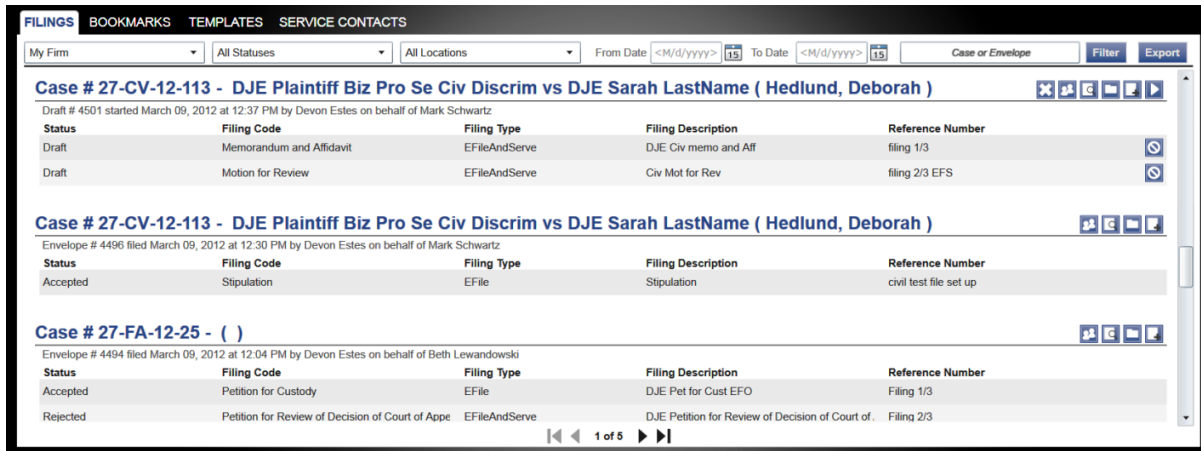 FILINGS BOOKMARKS TEMPLATES SERVICE CONTACTS
My Firm All Statuses All Locations From Date <M/d/yyyy> 15 To Date <M/d/yyyy> 15 Case or Envelope Filter Export
Case # 27-CV-12-113 - DJE Plaintiff Biz Pro Se Civ Discrim vs DJE Sarah LastName ( Hedlund, Deborah )
Draft # 4501 started March 09, 2012 at 12:37 PM by Devon Estes on behalf of Mark Schwartz
Status Filing Code Filing Type Filing Description Reference Number
Draft Memorandum and Affidavit EFileAndServe DJE Civ memo and Aff filing 1/3
Draft Motion for Review EFileAndServe Civ Mot for Rev filing 2/3 EFS
Case # 27-CV-12-113 - DJE Plaintiff Biz Pro Se Civ Discrim vs DJE Sarah LastName ( Hedlund, Deborah )
Envelope # 4496 filed March 09, 2012 at 12:30 PM by Devon Estes on behalf of Mark Schwartz
Status Filing Code Filing Type Filing Description Reference Number
Accepted Stipulation EFile Stipulation civil test file set up
Case # 27-FA-12-25 - ( )
Envelope # 4494 filed March 09, 2012 at 12:04 PM by Devon Estes on behalf of Beth Lewandowski
Status Filing Code Filing Type Filing Description Reference Number
Accepted Petition for Custody EFile DJE Pet for Cust EFO Filing 1/3
Rejected Petition for Review of Decision of Court of Appe EFileAndServe DJE Petition for Review of Decision of Court of . Filing 2/3
1 of 5